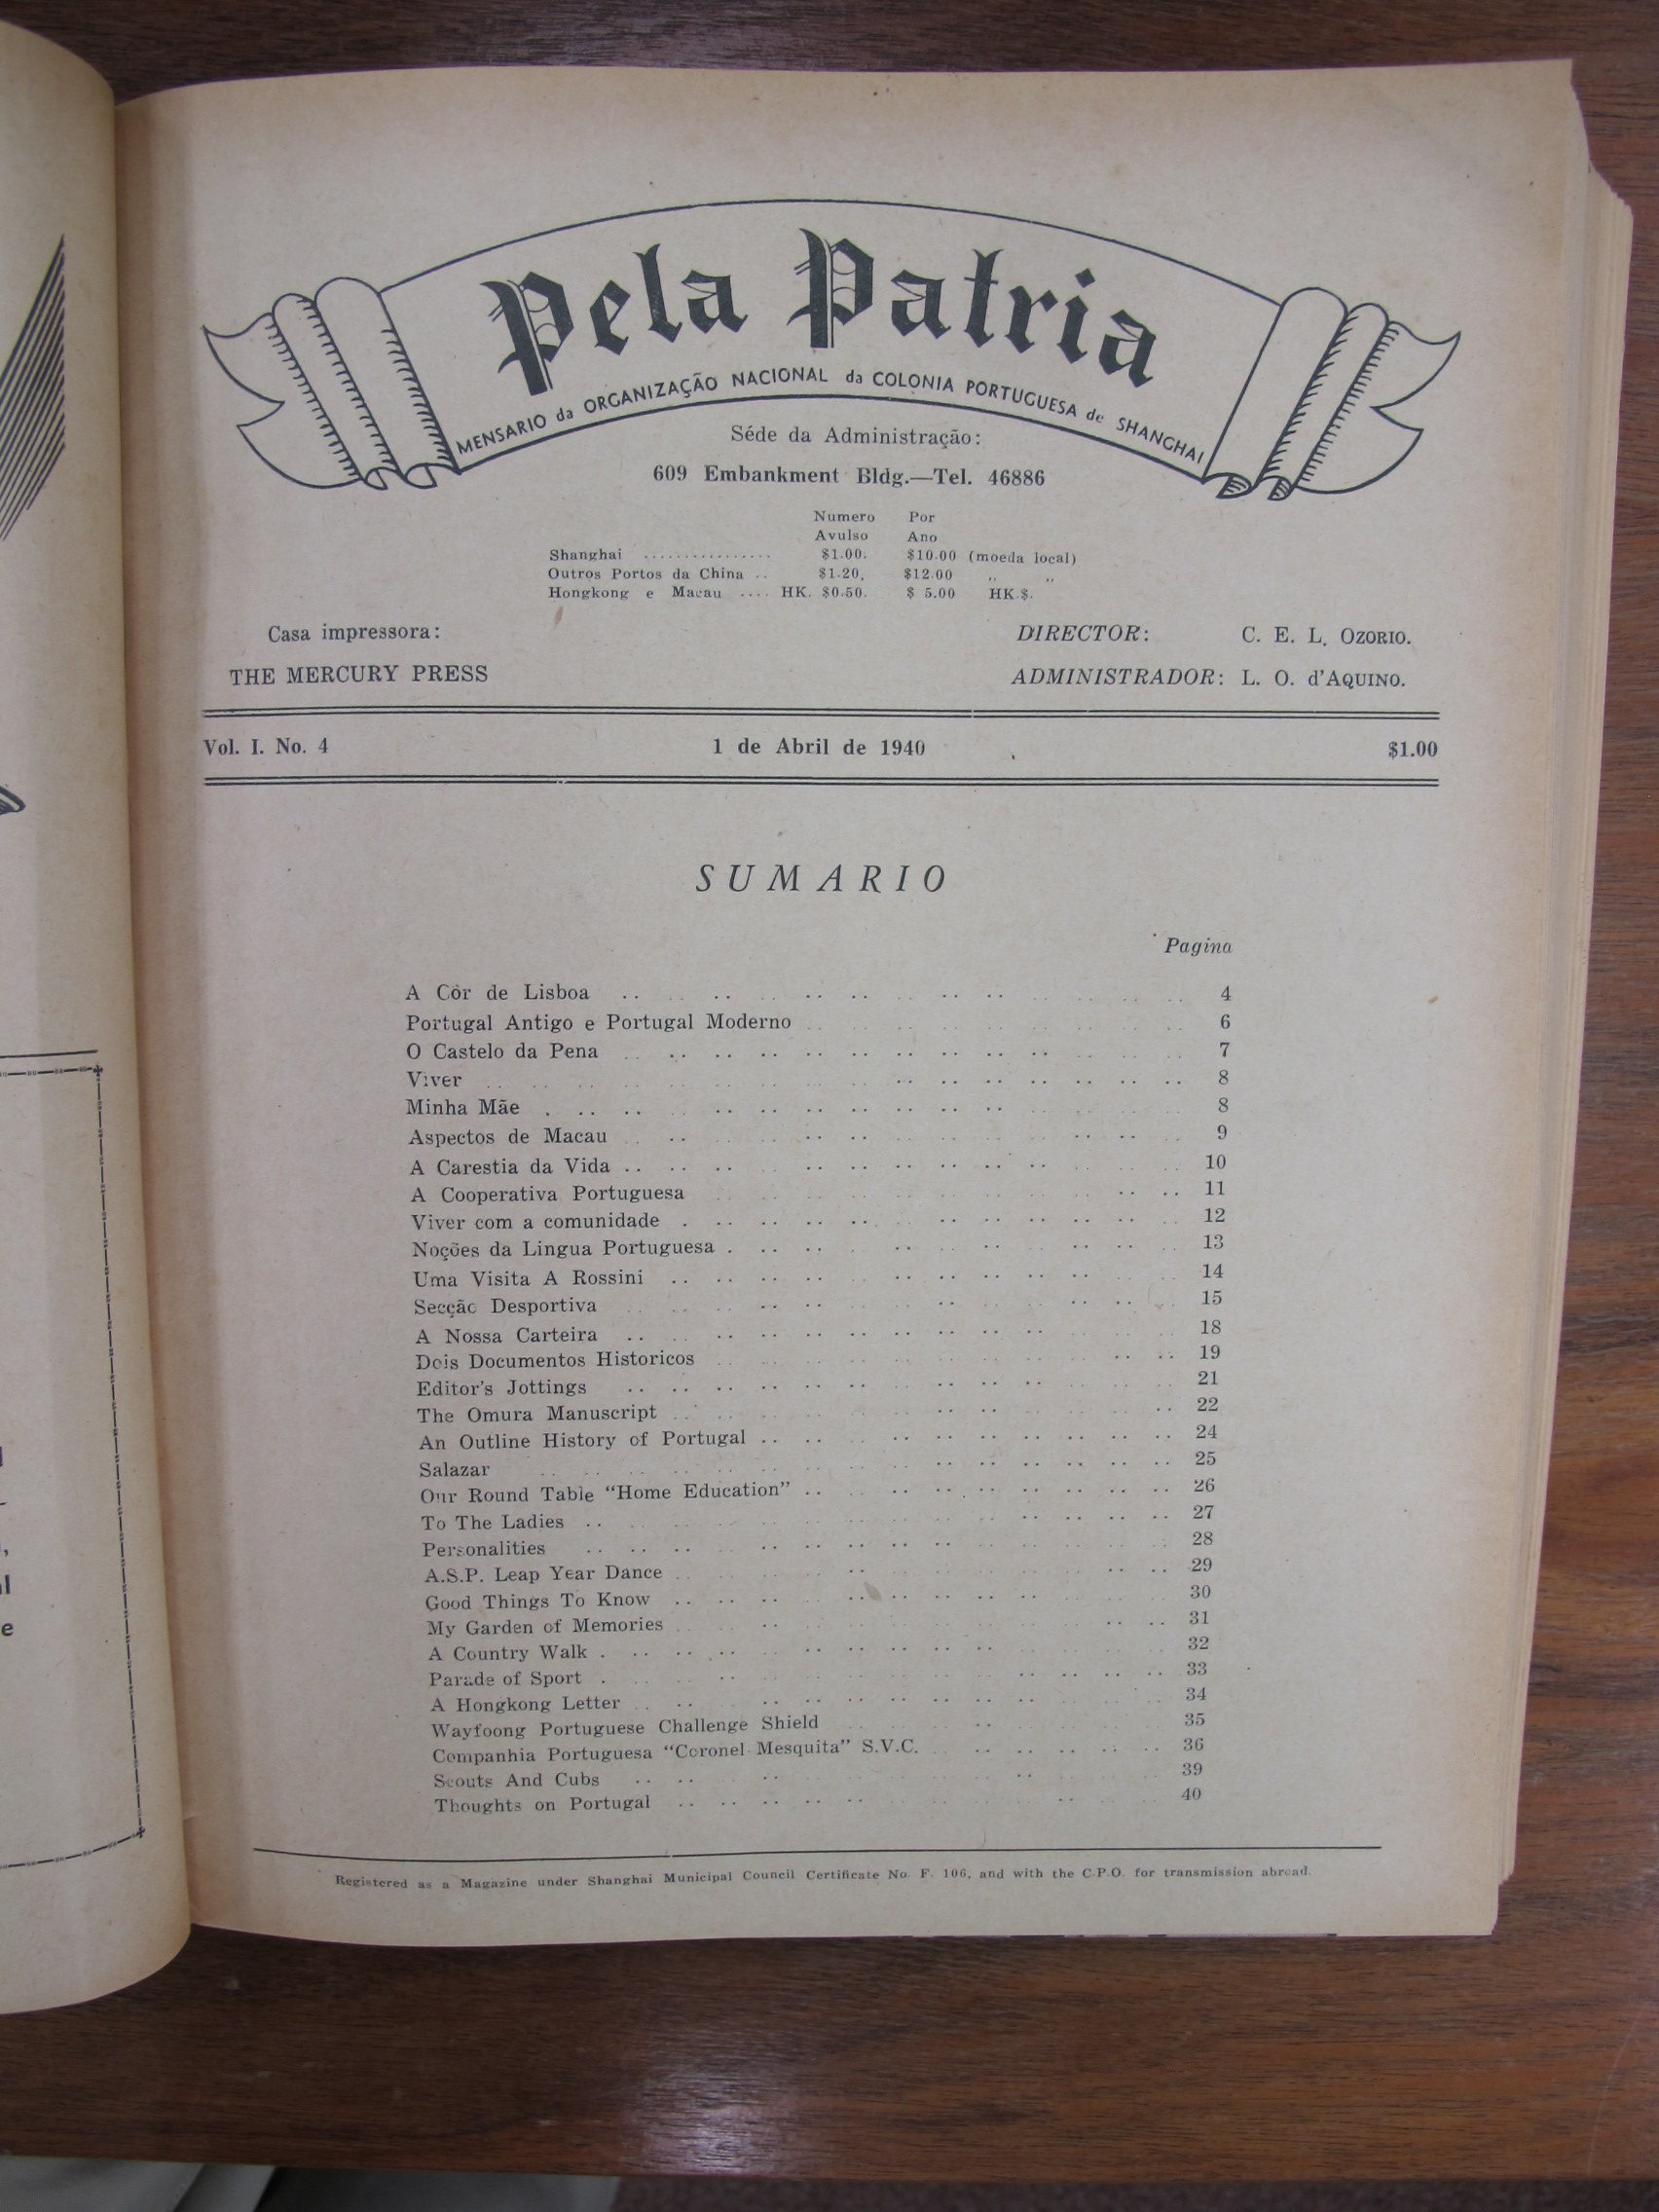 Pela Patria
MENSARIO da ORGANIZAÇÃO NACIONAL da COLONIA PORTUGUESA de SHANGHAI
Séde da Administração:
609 Embankment Bldg.—Tel. 46886
Numero Por
Avulso Ano
Shanghai ................ $1.00. $10.00 (moeda local)
Outros Portos da China .. $1.20, $12.00 ,, ,,
Hongkong e Macau .... HK. $0.50. $ 5.00 HK.$.
Casa impressora:
THE MERCURY PRESS
DIRECTOR: C. E. L. OZORIO.
ADMINISTRADOR: L. O. d'AQUINO.
Vol. I. No. 4 1 de Abril de 1940 $1.00
SUMARIO
Pagina
A Côr de Lisboa 4
Portugal Antigo e Portugal Moderno 6
O Castelo da Pena 7
Viver 8
Minha Mãe 8
Aspectos de Macau 9
A Carestia da Vida 10
A Cooperativa Portuguesa 11
Viver com a comunidade 12
Noções da Lingua Portuguesa 13
Uma Visita A Rossini 14
Secção Desportiva 15
A Nossa Carteira 18
Dois Documentos Historicos 19
Editor's Jottings 21
The Omura Manuscript 22
An Outline History of Portugal 24
Salazar 25
Our Round Table "Home Education" 26
To The Ladies 27
Personalities 28
A.S.P. Leap Year Dance 29
Good Things To Know 30
My Garden of Memories 31
A Country Walk 32
Parade of Sport 33
A Hongkong Letter 34
Wayfoong Portuguese Challenge Shield 35
Companhia Portuguesa "Coronel Mesquita" S.V.C. 36
Scouts And Cubs 39
Thoughts on Portugal 40
Registered as a Magazine under Shanghai Municipal Council Certificate No. F. 106, and with the C.P.O. for transmission abroad.